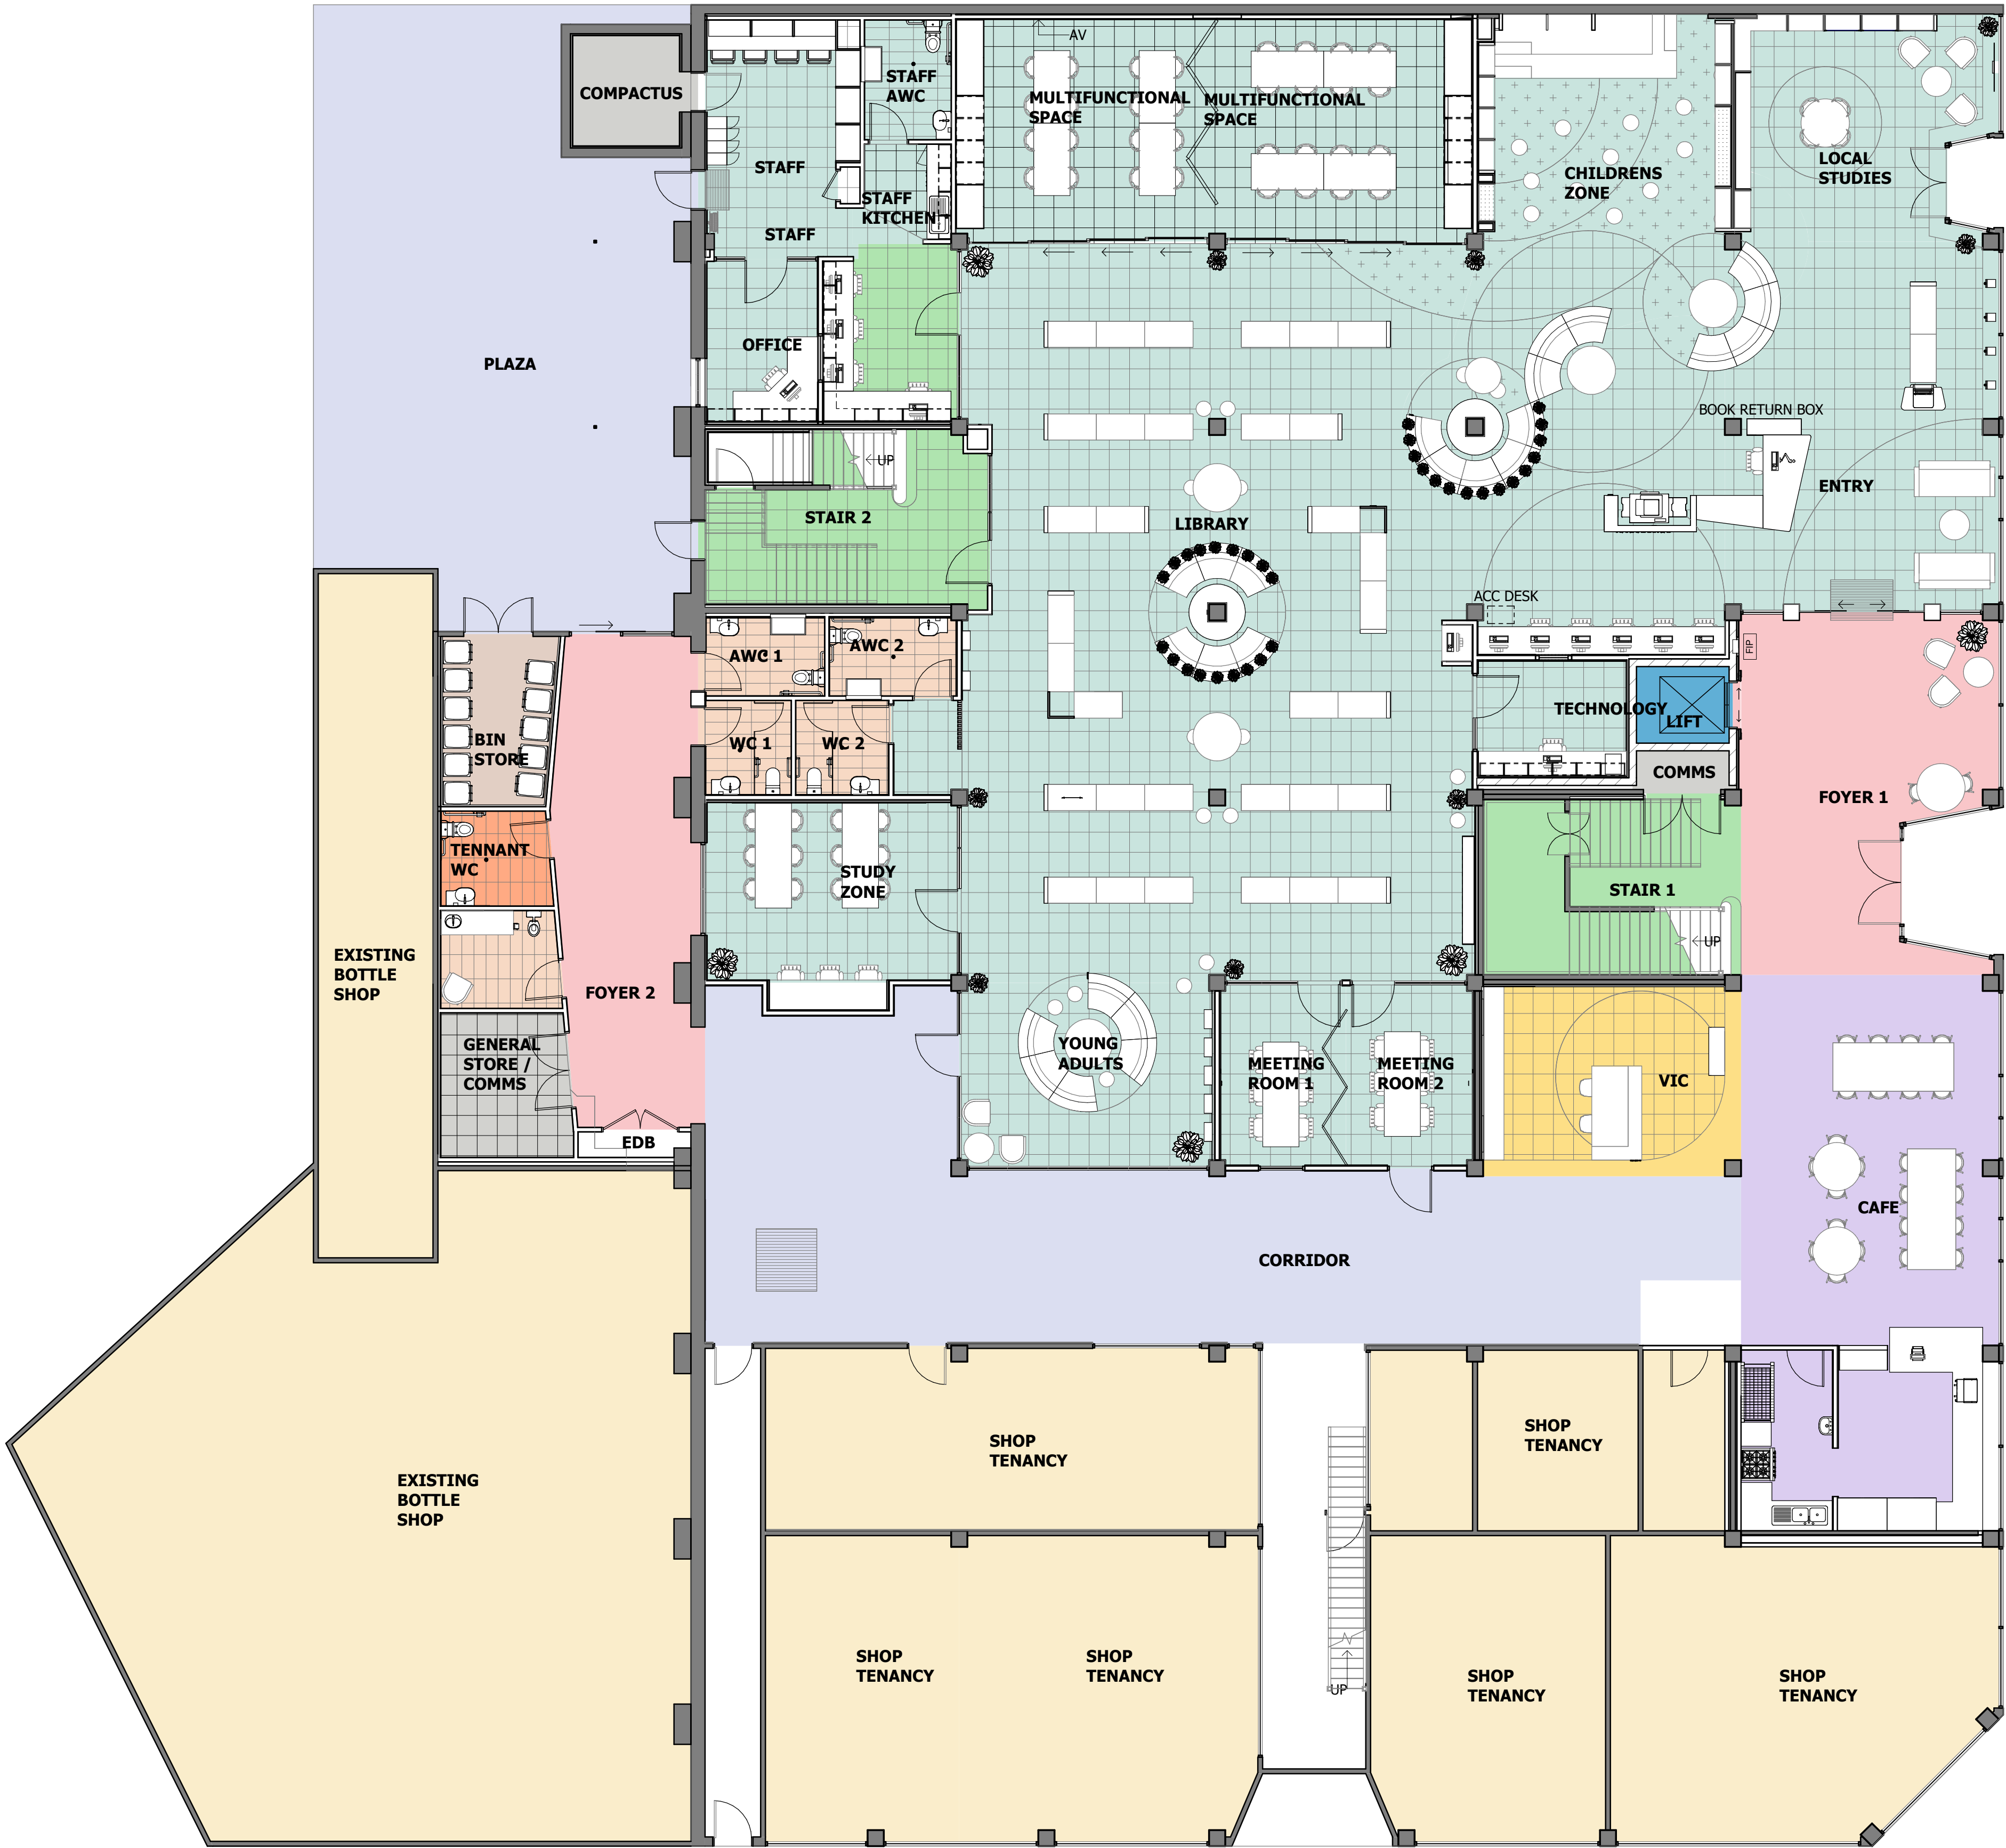 AV
STAFF
AWC
COMPACTUS
MULTIFUNCTIONAL
SPACE
MULTIFUNCTIONAL
SPACE
STAFF
CHILDRENS
ZONE
LOCAL
STUDIES
STAFF
KITCHEN
STAFF
PLAZA
OFFICE
BOOK RETURN BOX
UP
STAIR 2
LIBRARY
ENTRY
ACC DESK
FIP
AWC 1
AWC 2
BIN
STORE
WC 1
WC 2
TECHNOLOGY
LIFT
COMMS
FOYER 1
TENNANT
WC
STUDY
ZONE
STAIR 1
UP
EXISTING
BOTTLE
SHOP
FOYER 2
GENERAL
STORE /
COMMS
YOUNG
ADULTS
MEETING
ROOM 1
MEETING
ROOM 2
VIC
EDB
CAFE
CORRIDOR
SHOP
TENANCY
SHOP
TENANCY
EXISTING
BOTTLE
SHOP
SHOP
TENANCY
SHOP
TENANCY
SHOP
TENANCY
SHOP
TENANCY
UP